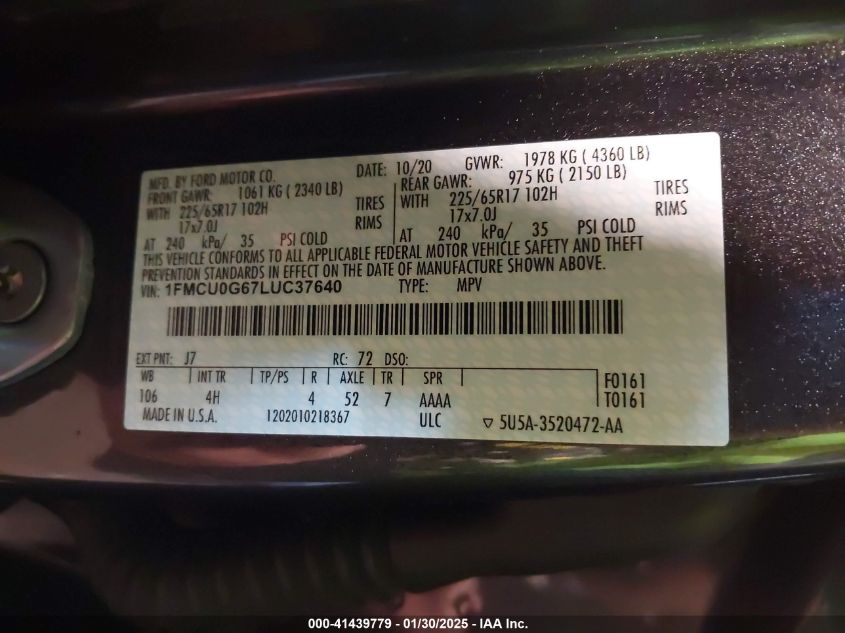 MFD. BY FORD MOTOR CO. DATE: 10/20 GVWR: 1978 KG ( 4360 LB)
FRONT GAWR: 1061 KG ( 2340 LB) REAR GAWR: 975 KG ( 2150 LB)
WITH 225/65R17 102H TIRES WITH 225/65R17 102H TIRES
17x7.0J RIMS 17x7.0J RIMS
AT 240 kPa/ 35 PSI COLD AT 240 kPa/ 35 PSI COLD
THIS VEHICLE CONFORMS TO ALL APPLICABLE FEDERAL MOTOR VEHICLE SAFETY AND THEFT
PREVENTION STANDARDS IN EFFECT ON THE DATE OF MANUFACTURE SHOWN ABOVE.
VIN: 1FMCU0G67LUC37640 TYPE: MPV
EXT PNT: J7 RC: 72 DSO:
WB INT TR TP/PS R AXLE TR SPR F0161
106 4H 4 52 7 AAAA T0161
MADE IN U.S.A. 1202010218367 ULC 5U5A-3520472-AA
000-41439779 - 01/30/2025 - IAA Inc.